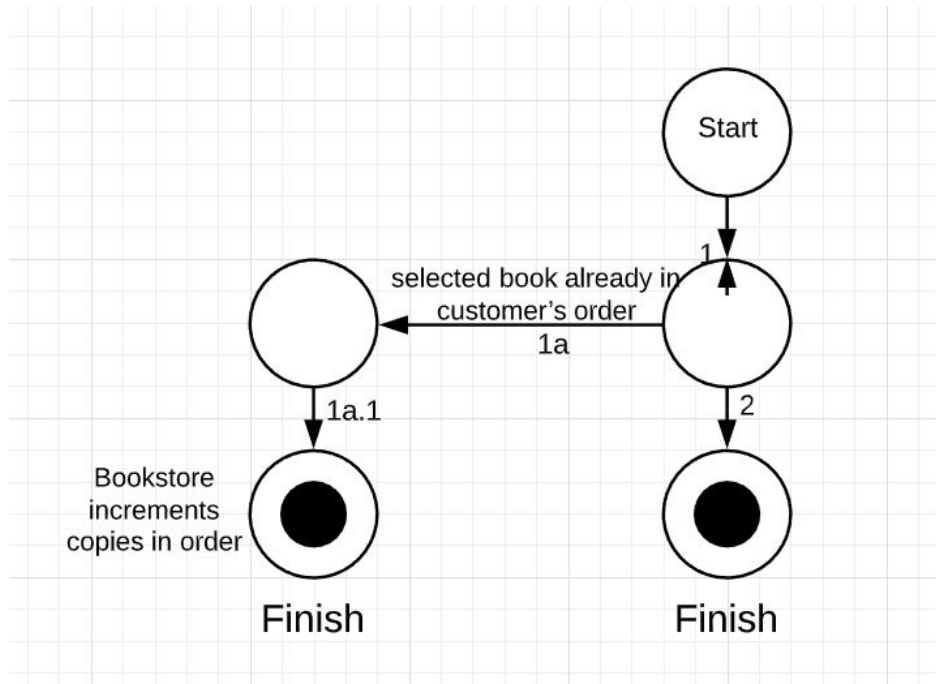 Start
1
selected book already in
customer’s order
1a
1a.1
2
Bookstore
increments
copies in order
Finish
Finish